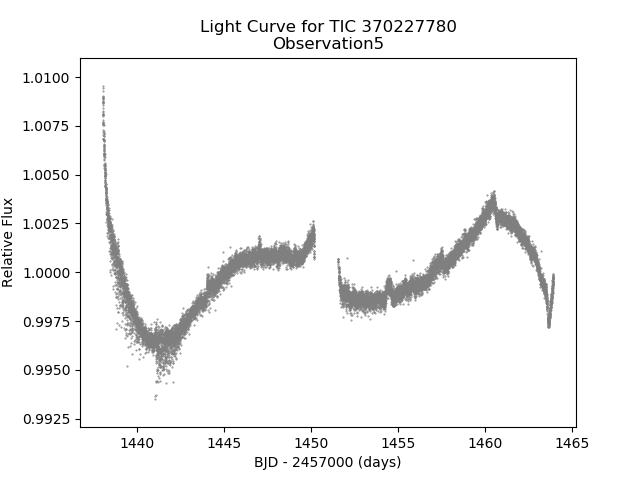 Light Curve for TIC 370227780
Observation5
1.0100
1.0075
1.0050
1.0025
1.0000
0.9975
0.9950
0.9925
Relative Flux
1440 1445 1450 1455 1460 1465
BJD - 2457000 (days)